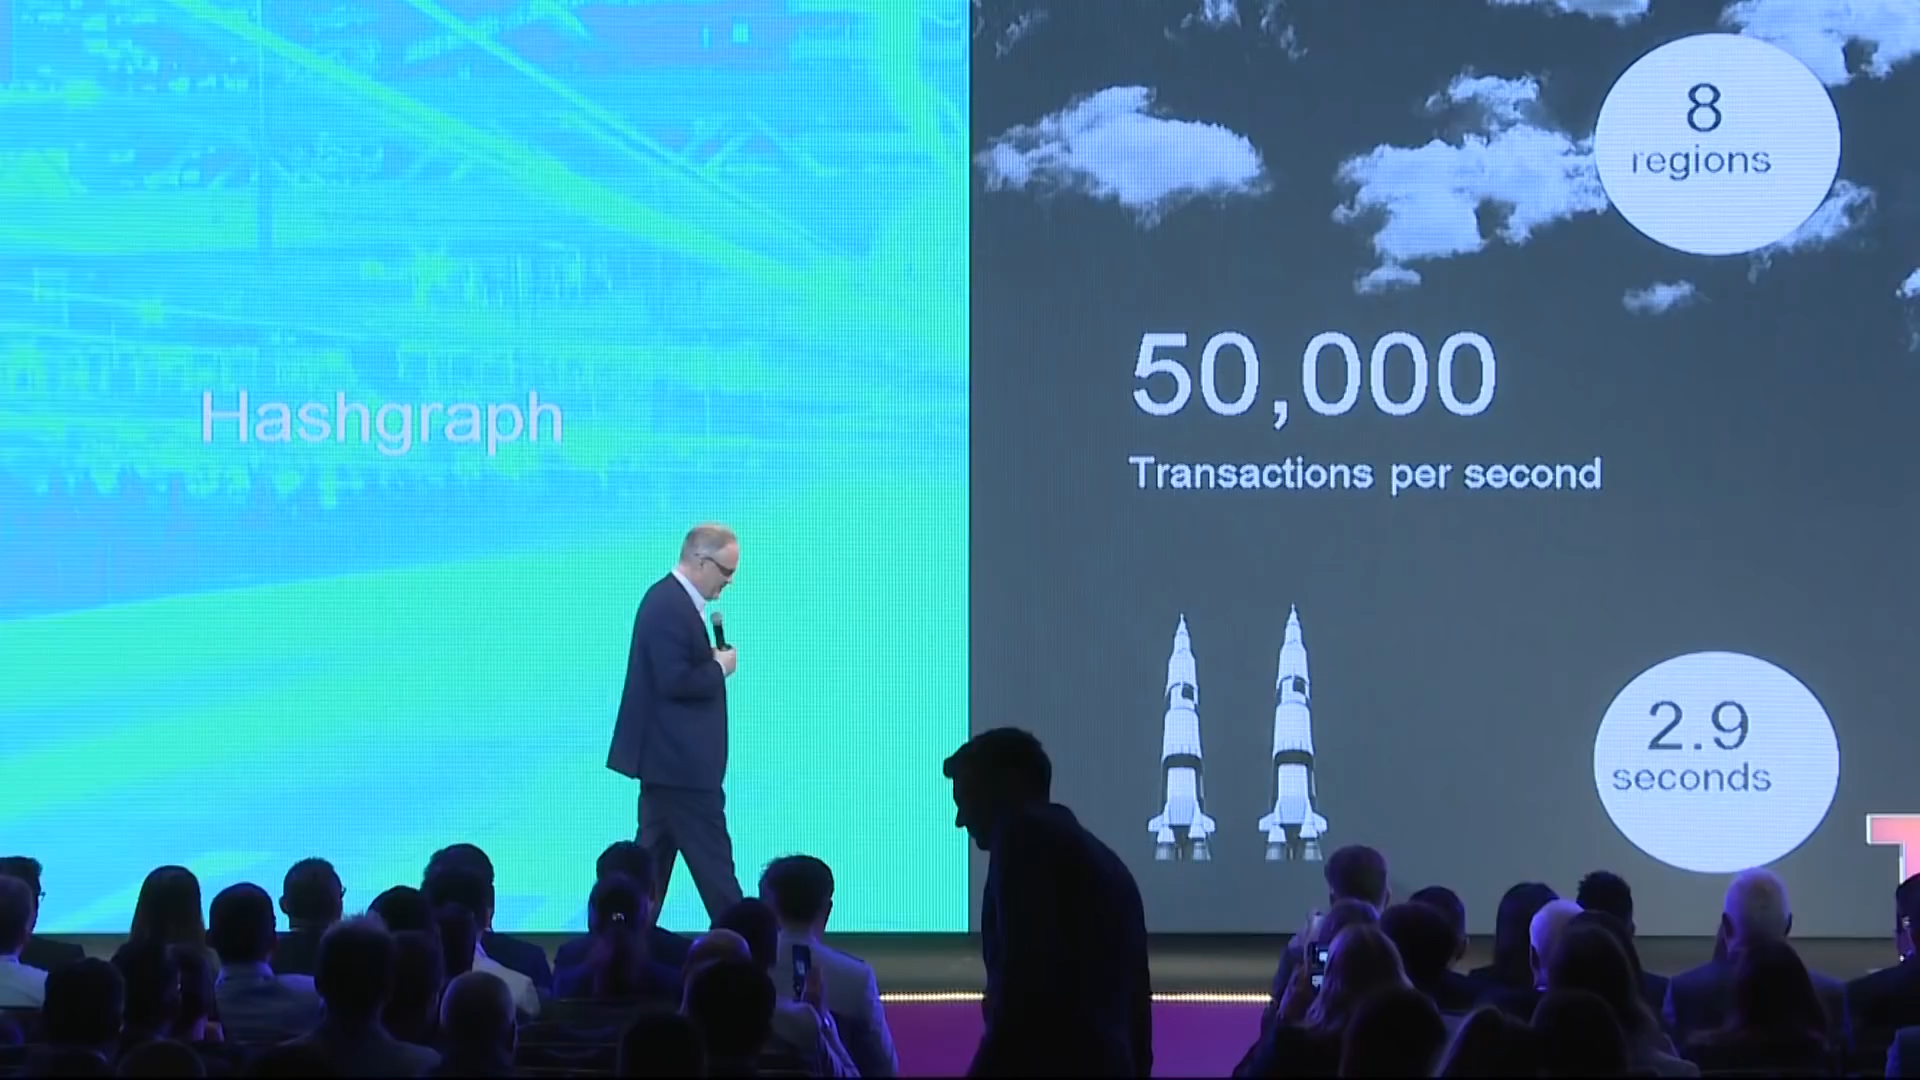 Hashgraph
8
regions
50,000
Transactions per second
2.9
seconds